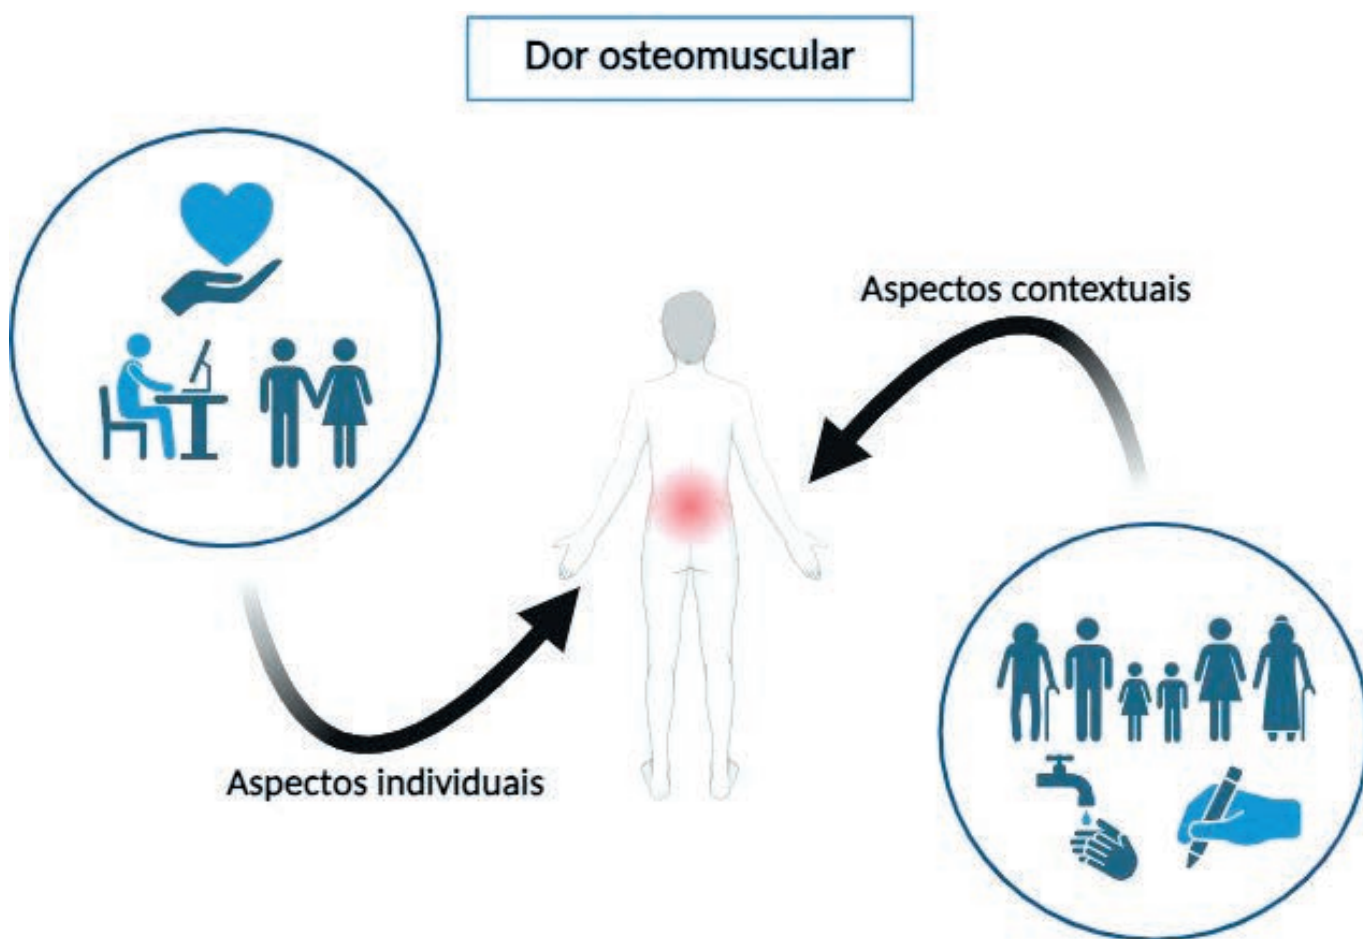 Dor osteomuscular
Aspectos contextuais
Aspectos individuais